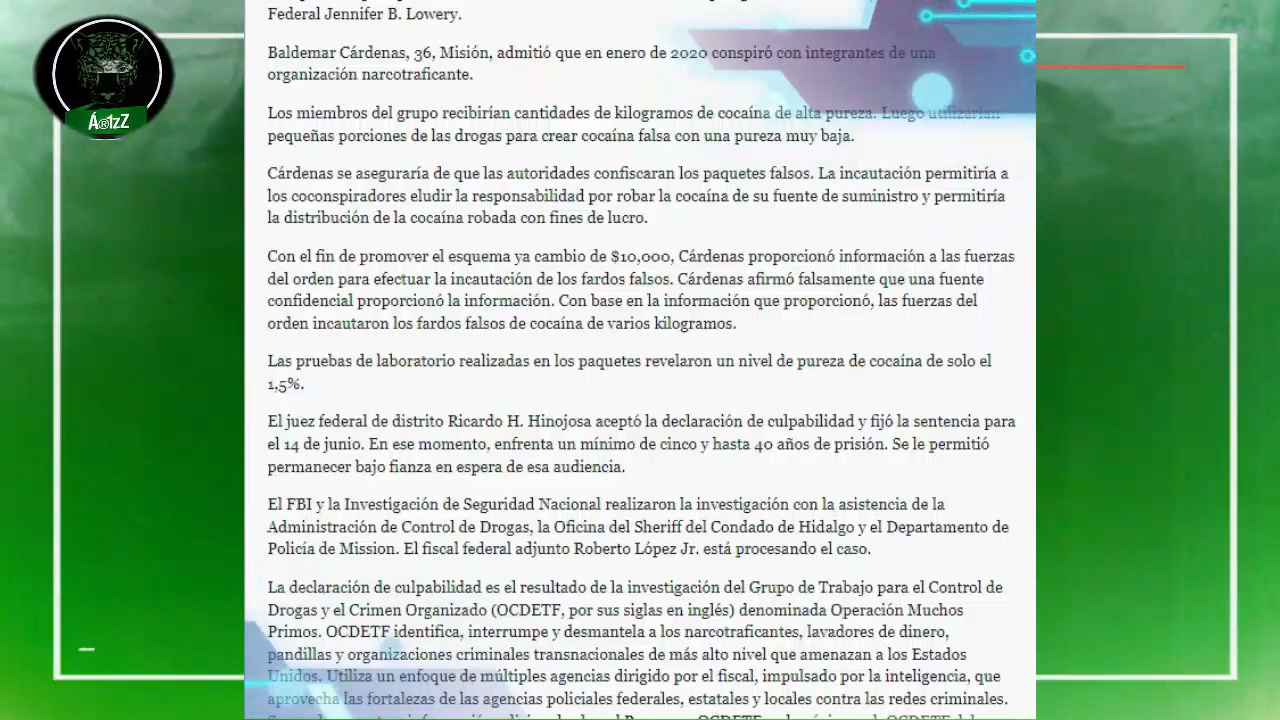 Federal Jennifer B. Lowery.
Baldemar Cárdenas, 36, Misión, admitió que en enero de 2020 conspiró con integrantes de una
organización narcotraficante.
Los miembros del grupo recibirían cantidades de kilogramos de cocaína de alta pureza. Luego utilizarían
pequeñas porciones de las drogas para crear cocaína falsa con una pureza muy baja.
Cárdenas se aseguraría de que las autoridades confiscaran los paquetes falsos. La incautación permitiría a
los coconspiradores eludir la responsabilidad por robar la cocaína de su fuente de suministro y permitiría
la distribución de la cocaína robada con fines de lucro.
Con el fin de promover el esquema ya cambio de $10,000, Cárdenas proporcionó información a las fuerzas
del orden para efectuar la incautación de los fardos falsos. Cárdenas afirmó falsamente que una fuente
confidencial proporcionó la información. Con base en la información que proporcionó, las fuerzas del
orden incautaron los fardos falsos de cocaína de varios kilogramos.
Las pruebas de laboratorio realizadas en los paquetes revelaron un nivel de pureza de cocaína de solo el
1,5%.
El juez federal de distrito Ricardo H. Hinojosa aceptó la declaración de culpabilidad y fijó la sentencia para
el 14 de junio. En ese momento, enfrenta un mínimo de cinco y hasta 40 años de prisión. Se le permitió
permanecer bajo fianza en espera de esa audiencia.
El FBI y la Investigación de Seguridad Nacional realizaron la investigación con la asistencia de la
Administración de Control de Drogas, la Oficina del Sheriff del Condado de Hidalgo y el Departamento de
Policía de Mission. El fiscal federal adjunto Roberto López Jr. está procesando el caso.
La declaración de culpabilidad es el resultado de la investigación del Grupo de Trabajo para el Control de
Drogas y el Crimen Organizado (OCDETF, por sus siglas en inglés) denominada Operación Muchos
Primos. OCDETF identifica, interrumpe y desmantela a los narcotraficantes, lavadores de dinero,
pandillas y organizaciones criminales transnacionales de más alto nivel que amenazan a los Estados
Unidos. Utiliza un enfoque de múltiples agencias dirigido por el fiscal, impulsado por la inteligencia, que
aprovecha las fortalezas de las agencias policiales federales, estatales y locales contra las redes criminales.
Á®1zZ